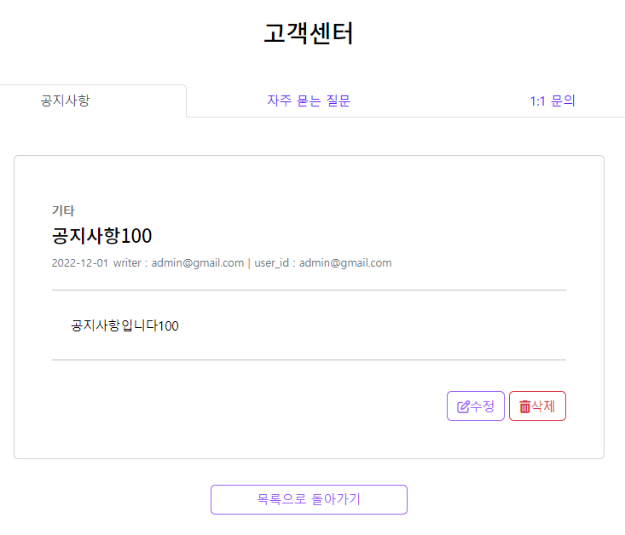 고객센터
공지사항 자주 묻는 질문 1:1 문의
기타
공지사항100
2022-12-01 writer : admin@gmail.com | user_id : admin@gmail.com
공지사항입니다100
수정 삭제
목록으로 돌아가기